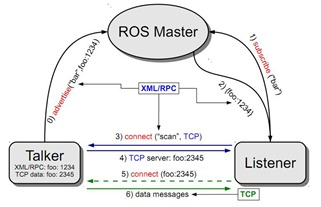 ROS Master
0) advertise("bar",foo:1234)
1) subscribe ("bar")
2) {foo:1234}
XML/RPC
3) connect ("scan", TCP)
Talker
XML/RPC: foo: 1234
TCP data: foo: 2345
4) TCP server: foo:2345
Listener
5) connect (foo:2345)
6) data messages
TCP